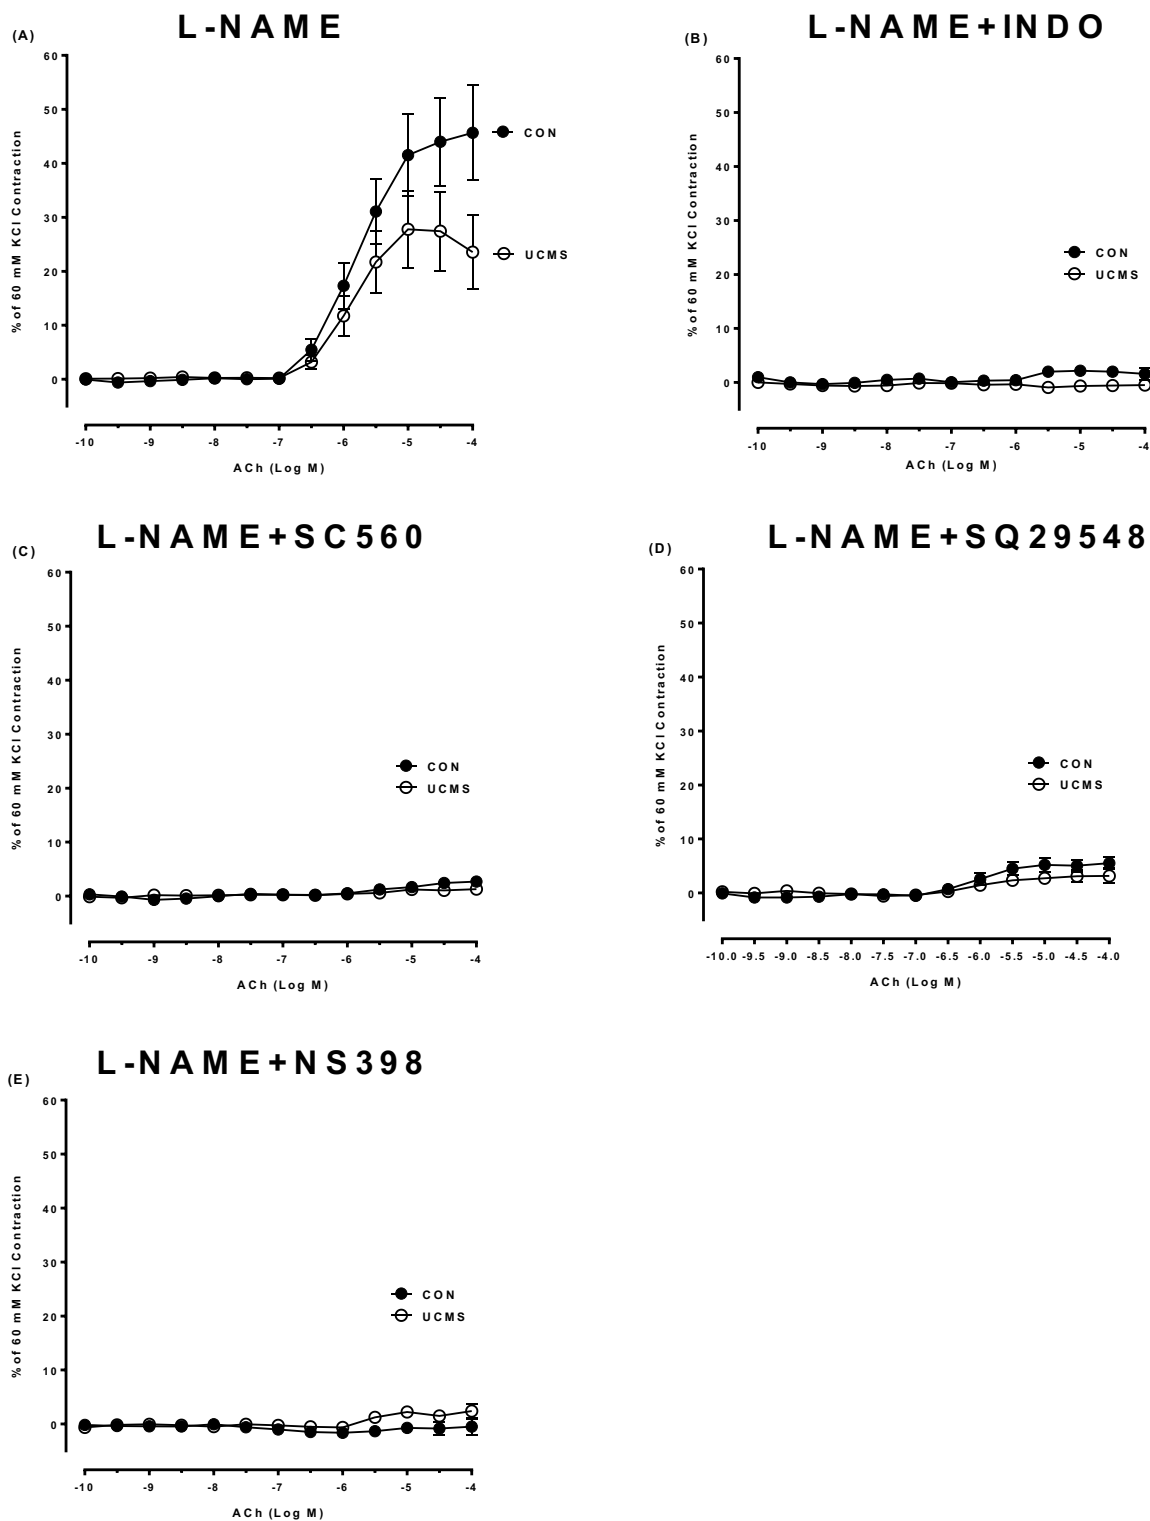 (A) L-NAME
60
50
40
30
20
10
0
% of 60 mM KCl Contraction
CON
UCMS
-10 -9 -8 -7 -6 -5 -4
ACh (Log M)
(B) L-NAME+INDO
60
50
40
30
20
10
0
% of 60 mM KCl Contraction
CON
UCMS
-10 -9 -8 -7 -6 -5 -4
ACh (Log M)
(C) L-NAME+SC560
60
50
40
30
20
10
0
% of 60 mM KCl Contraction
CON
UCMS
-10 -9 -8 -7 -6 -5 -4
ACh (Log M)
(D) L-NAME+SQ29548
60
50
40
30
20
10
0
% of 60 mM KCl Contraction
CON
UCMS
-10.0 -9.5 -9.0 -8.5 -8.0 -7.5 -7.0 -6.5 -6.0 -5.5 -5.0 -4.5 -4.0
ACh (Log M)
(E) L-NAME+NS398
60
50
40
30
20
10
0
% of 60 mM KCl Contraction
CON
UCMS
-10 -9 -8 -7 -6 -5 -4
ACh (Log M)